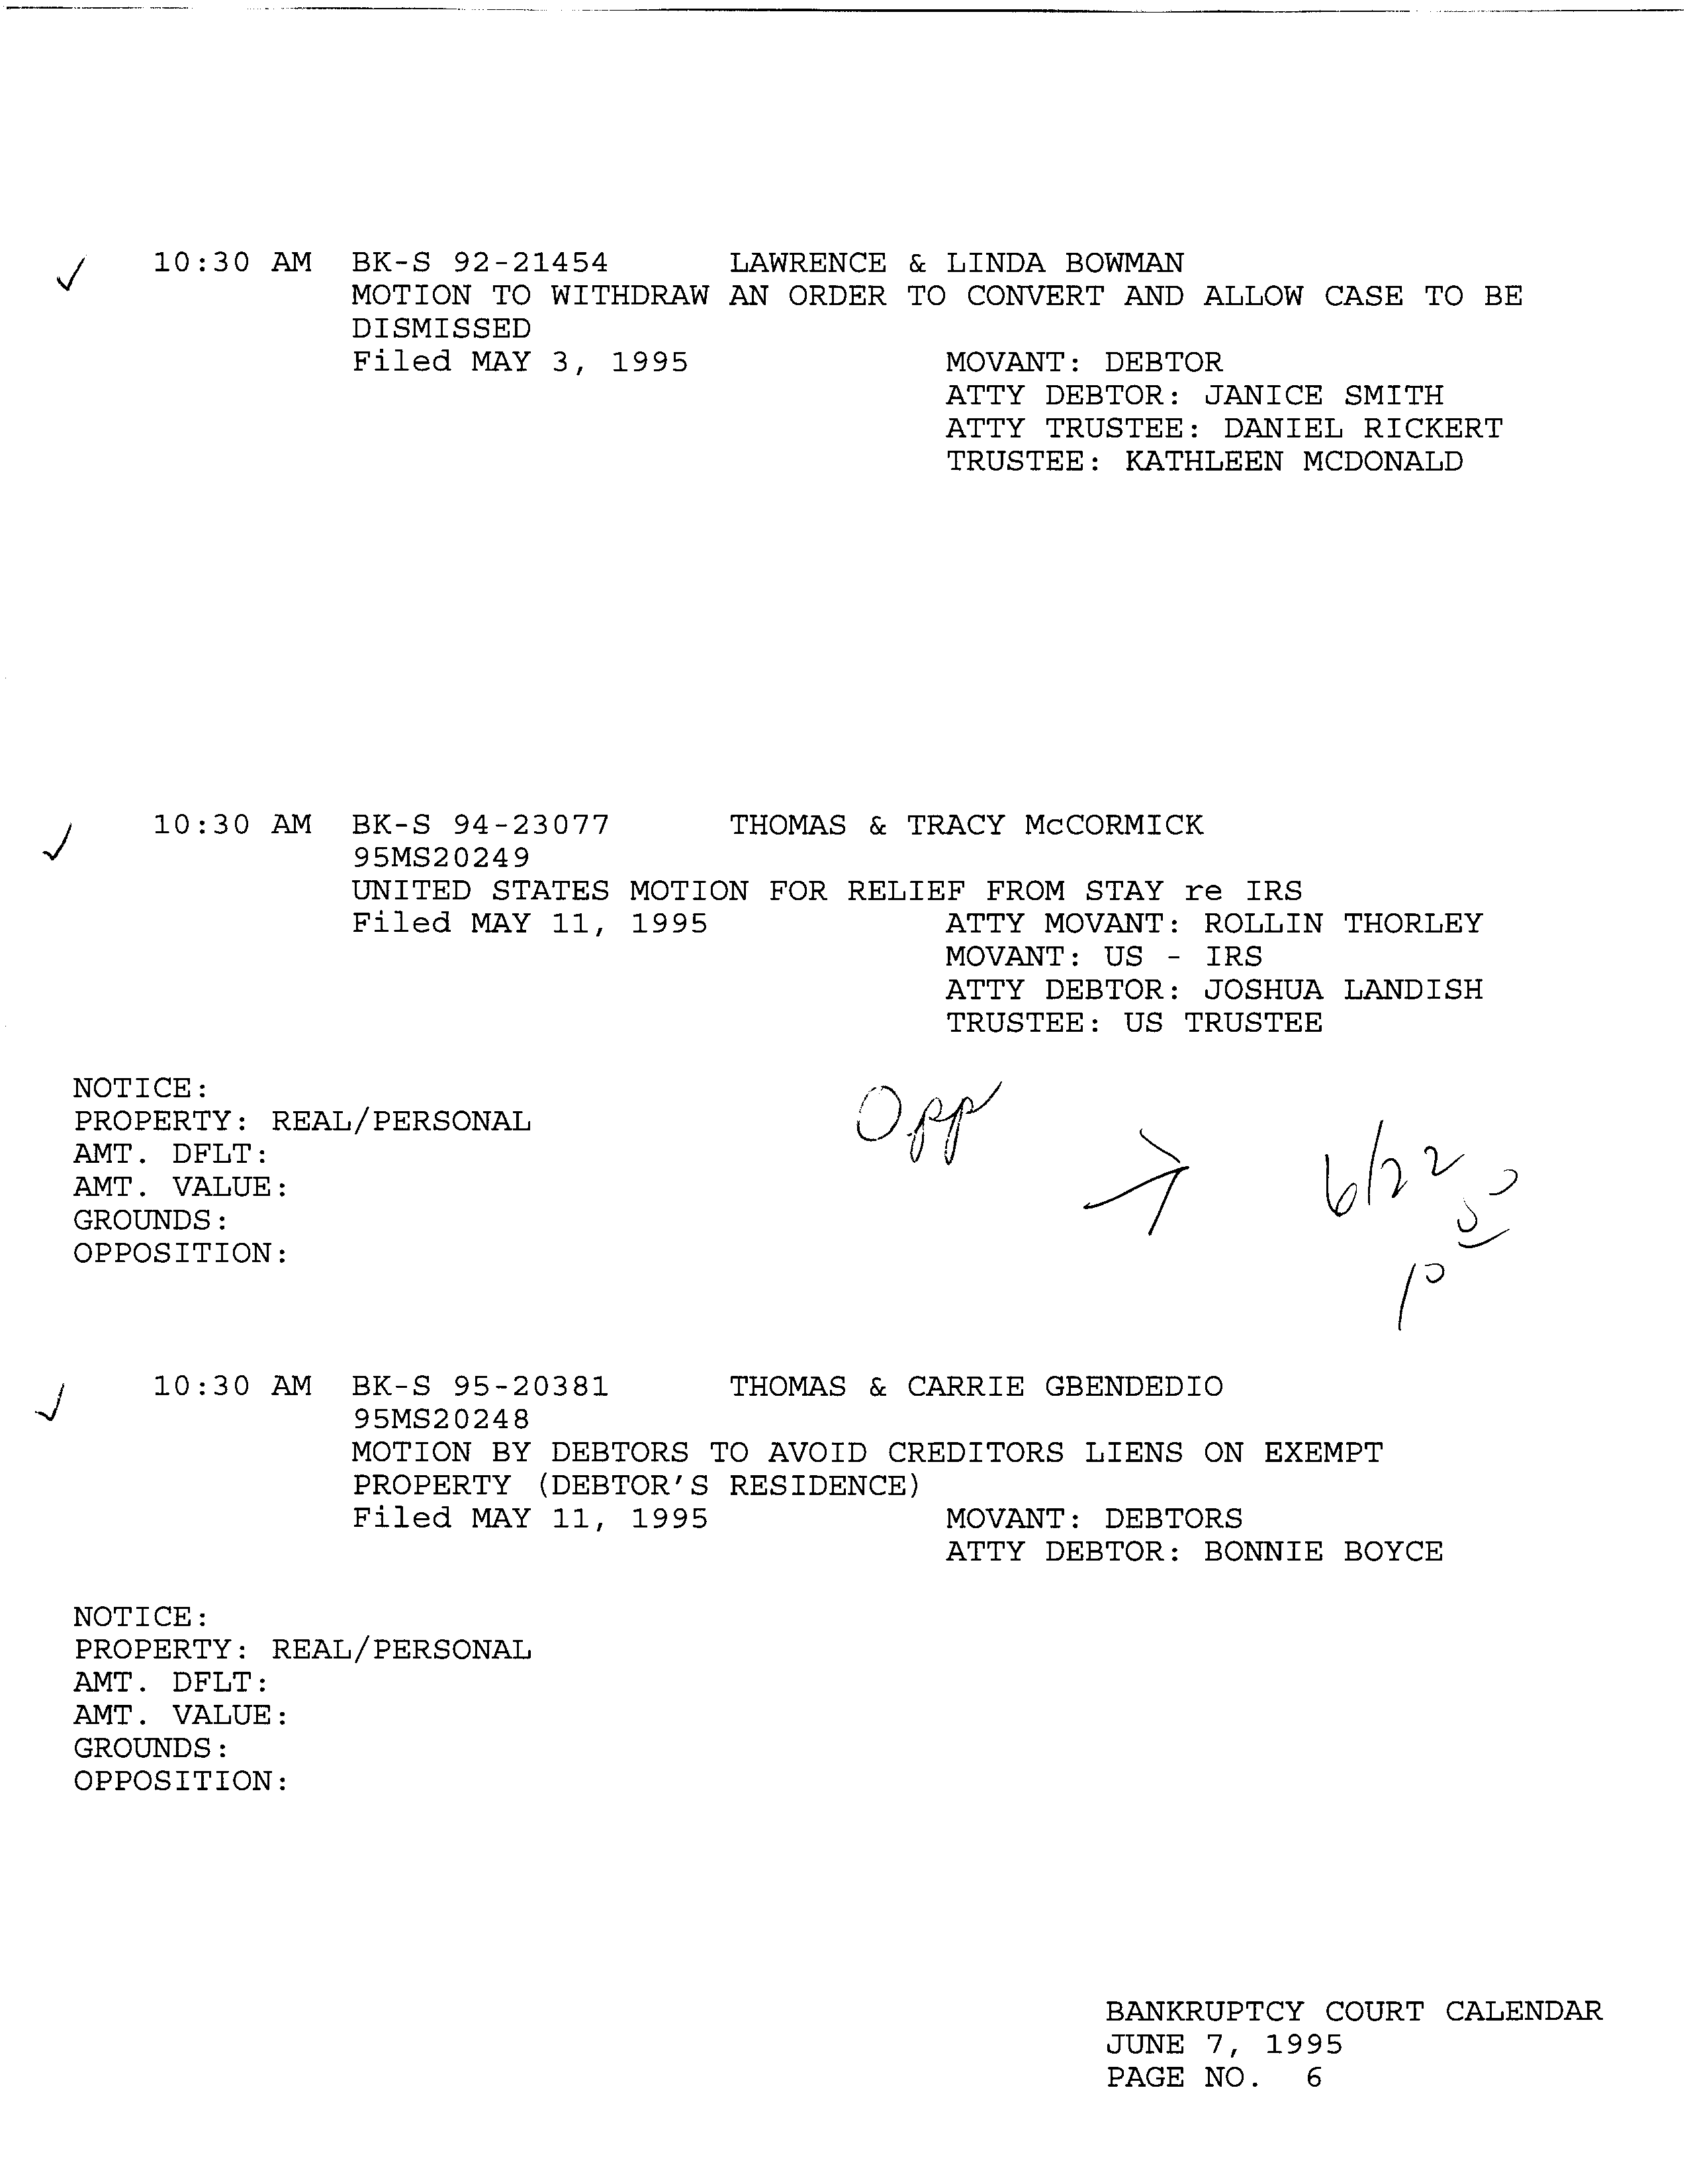 10:30 AM BK-S 92-21454 LAWRENCE & LINDA BOWMAN
MOTION TO WITHDRAW AN ORDER TO CONVERT AND ALLOW CASE TO BE
DISMISSED
Filed MAY 3, 1995 MOVANT: DEBTOR
ATTY DEBTOR: JANICE SMITH
ATTY TRUSTEE: DANIEL RICKERT
TRUSTEE: KATHLEEN MCDONALD
10:30 AM BK-S 94-23077 THOMAS & TRACY McCORMICK
95MS20249
UNITED STATES MOTION FOR RELIEF FROM STAY re IRS
Filed MAY 11, 1995 ATTY MOVANT: ROLLIN THORLEY
MOVANT: US - IRS
ATTY DEBTOR: JOSHUA LANDISH
TRUSTEE: US TRUSTEE
NOTICE:
PROPERTY: REAL/PERSONAL
AMT. DFLT:
AMT. VALUE:
GROUNDS:
OPPOSITION:
Opp → 6/22
10:30 AM BK-S 95-20381 THOMAS & CARRIE GBENDEDIO
95MS20248
MOTION BY DEBTORS TO AVOID CREDITORS LIENS ON EXEMPT
PROPERTY (DEBTOR'S RESIDENCE)
Filed MAY 11, 1995 MOVANT: DEBTORS
ATTY DEBTOR: BONNIE BOYCE
NOTICE:
PROPERTY: REAL/PERSONAL
AMT. DFLT:
AMT. VALUE:
GROUNDS:
OPPOSITION:
BANKRUPTCY COURT CALENDAR
JUNE 7, 1995
PAGE NO. 6